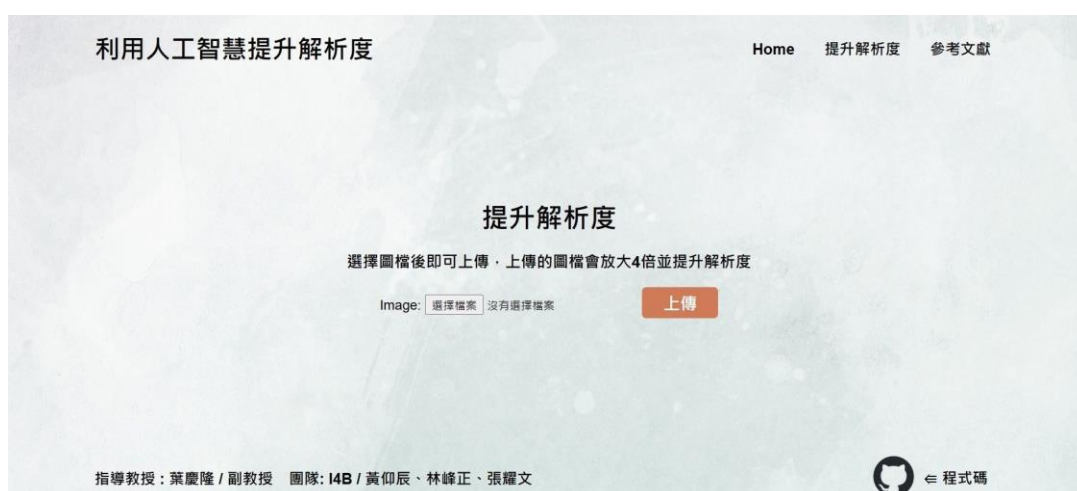 利用人工智慧提升解析度
Home 提升解析度 參考文獻
提升解析度
選擇圖檔後即可上傳，上傳的圖檔會放大4倍並提升解析度
Image: 選擇檔案 沒有選擇檔案 上傳
指導教授：葉慶隆 / 副教授 團隊: I4B / 黃仰辰、林峰正、張耀文
⋲ 程式碼